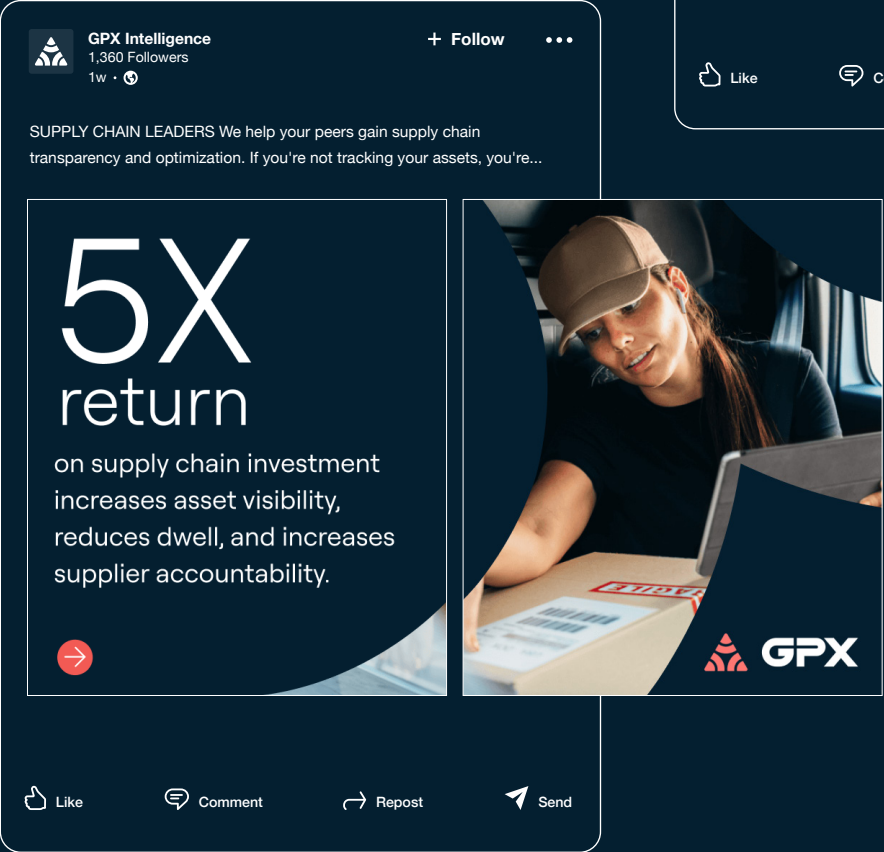 GPX Intelligence
+ Follow
1,360 Followers
1w •
SUPPLY CHAIN LEADERS We help your peers gain supply chain
transparency and optimization. If you're not tracking your assets, you're...
5X
return
on supply chain investment
increases asset visibility,
reduces dwell, and increases
supplier accountability.
FRAGILE
GPX
Like
Comment
Repost
Send
Like